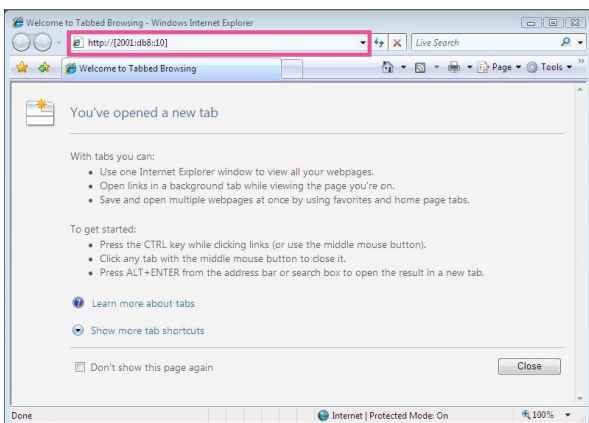 Welcome to Tabbed Browsing - Windows Internet Explorer
http://[2001:db8::10]
Live Search
Welcome to Tabbed Browsing
Page
Tools
You've opened a new tab
With tabs you can:
Use one Internet Explorer window to view all your webpages.
Open links in a background tab while viewing the page you're on.
Save and open multiple webpages at once by using favorites and home page tabs.
To get started:
Press the CTRL key while clicking links (or use the middle mouse button).
Click any tab with the middle mouse button to close it.
Press ALT+ENTER from the address bar or search box to open the result in a new tab.
Learn more about tabs
Show more tab shortcuts
Don't show this page again
Close
Done
Internet | Protected Mode: On
100%